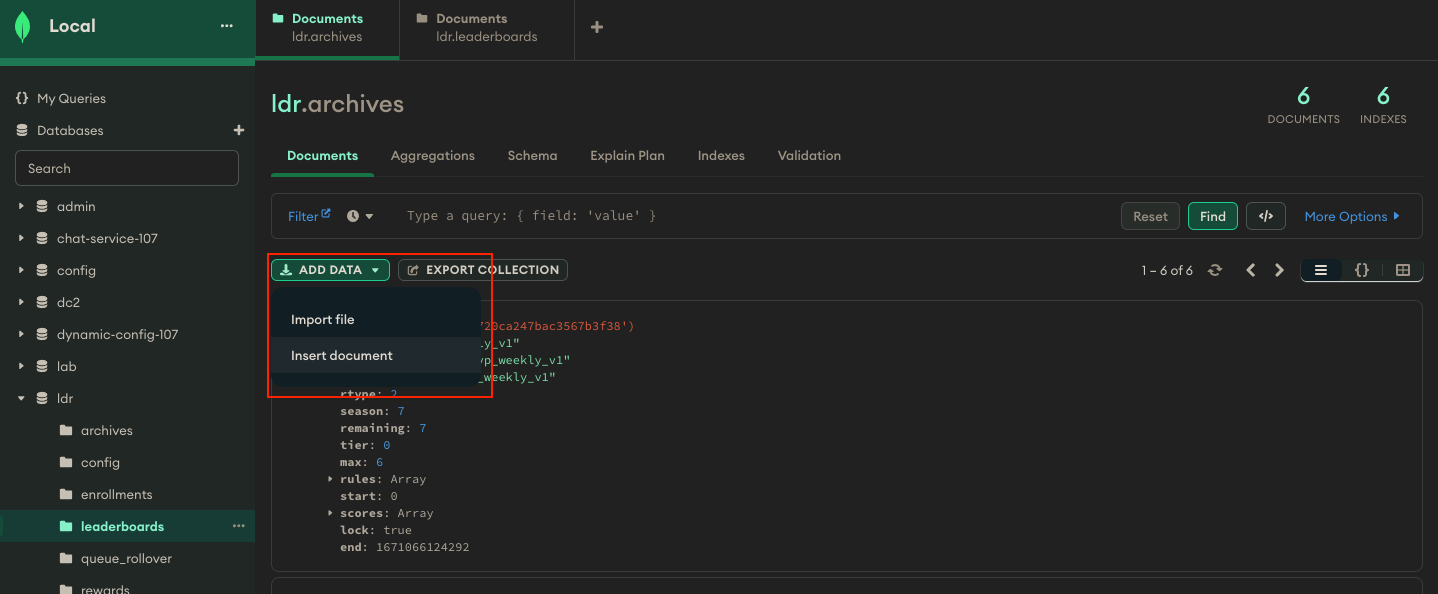 Local
...
My Queries
Databases
Search
admin
chat-service-107
config
dc2
dynamic-config-107
lab
ldr
archives
config
enrollments
leaderboards
...
queue_rollover
rewards
Documents
ldr.archives
Documents
ldr.leaderboards
+
ldr.archives
6
DOCUMENTS
6
INDEXES
Documents
Aggregations
Schema
Explain Plan
Indexes
Validation
Filter
Type a query: { field: 'value' }
Reset
Find
</>
More Options
ADD DATA
EXPORT COLLECTION
1 – 6 of 6
{}
Import file
Insert document
720ca247bac3567b3f38')
ly_v1"
vp_weekly_v1"
_weekly_v1"
rtype: 2
season: 7
remaining: 7
tier: 0
max: 6
rules: Array
start: 0
scores: Array
lock: true
end: 1671066124292